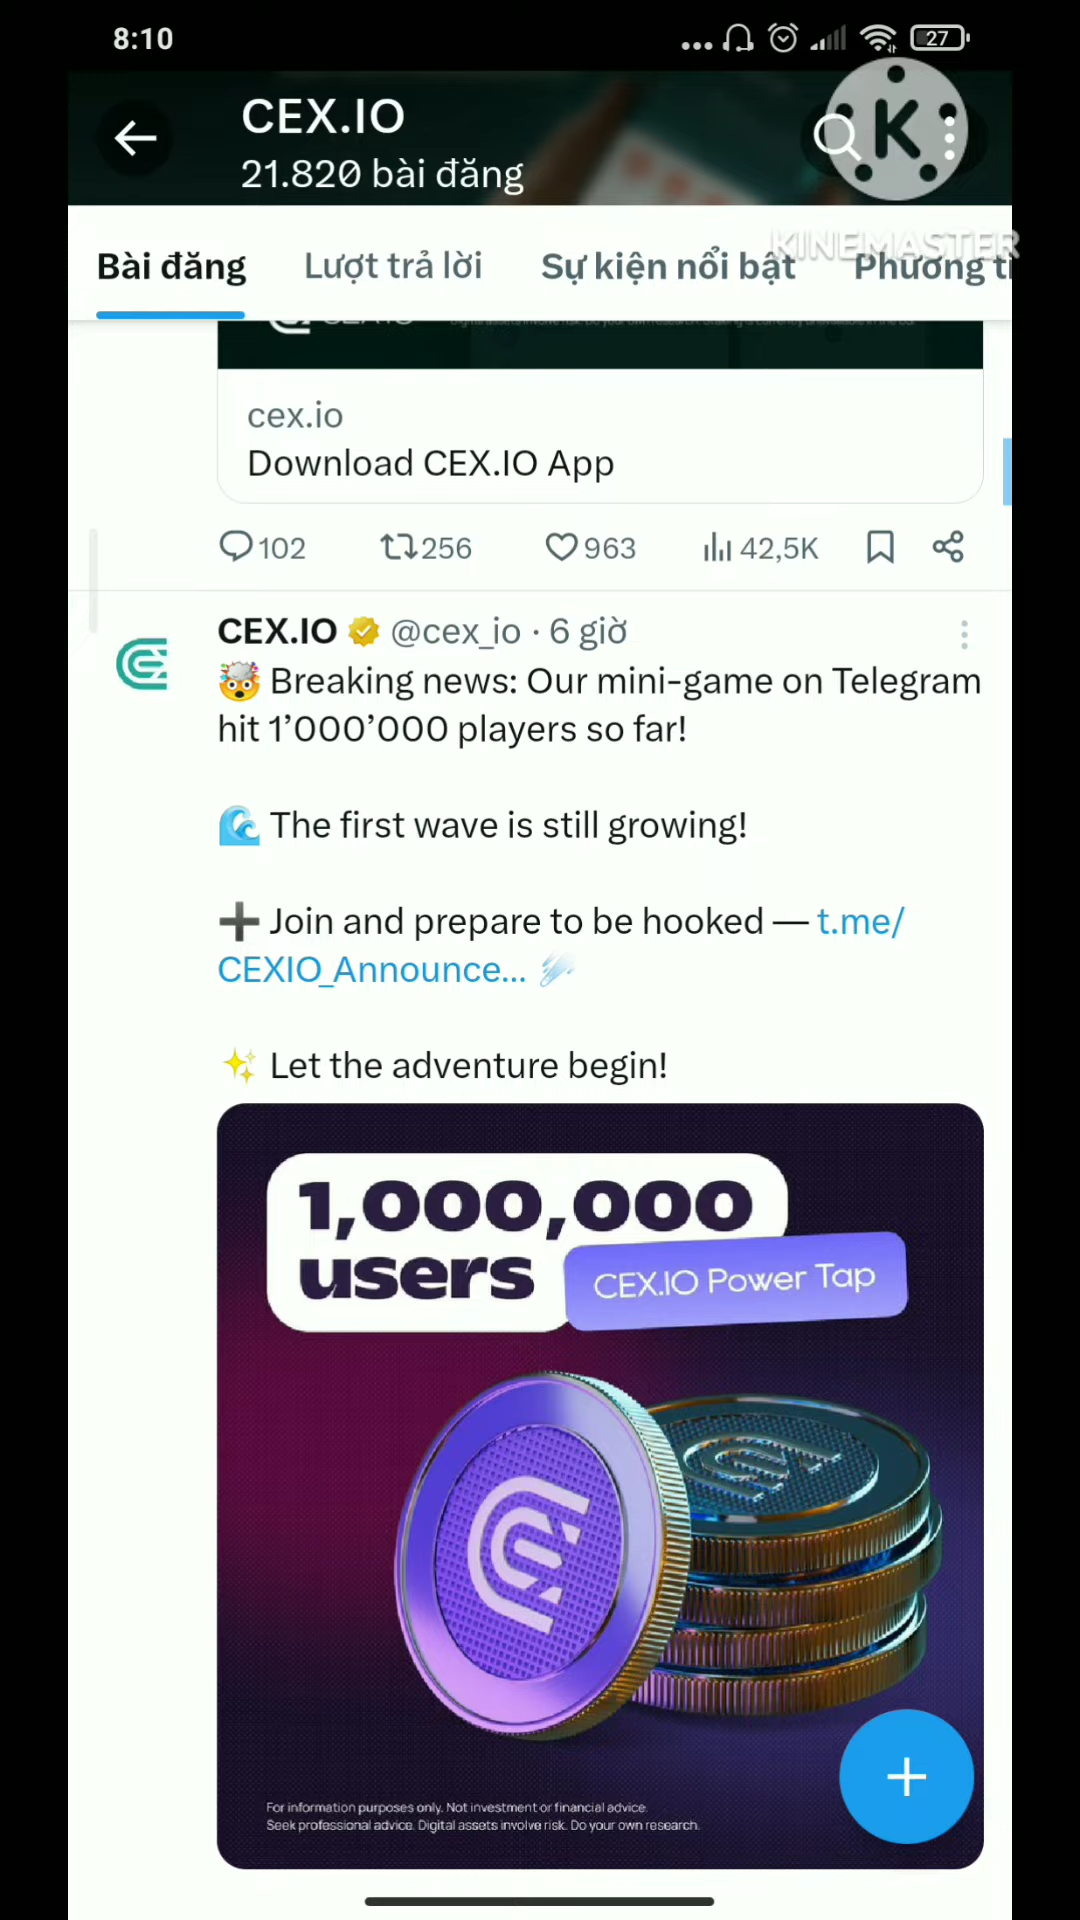 8:10
27
CEX.IO
21.820 bài đăng
K
KINEMASTER
Bài đăng
Lượt trả lời
Sự kiện nổi bật
Phương ti
cex.io
Download CEX.IO App
102
256
963
42,5K
CEX.IO @cex_io · 6 giờ
🤯 Breaking news: Our mini-game on Telegram
hit 1’000’000 players so far!
🌊 The first wave is still growing!
➕ Join and prepare to be hooked — t.me/
CEXIO_Announce... ☄️
✨ Let the adventure begin!
1,000,000
users
CEX.IO Power Tap
For information purposes only. Not investment or financial advice.
Seek professional advice. Digital assets involve risk. Do your own research.